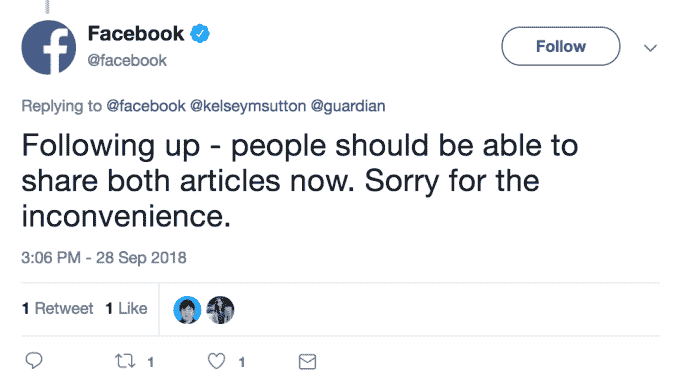 Facebook
@facebook
Follow
Replying to @facebook @kelseymsutton @guardian
Following up - people should be able to
share both articles now. Sorry for the
inconvenience.
3:06 PM - 28 Sep 2018
1 Retweet 1 Like
1 1